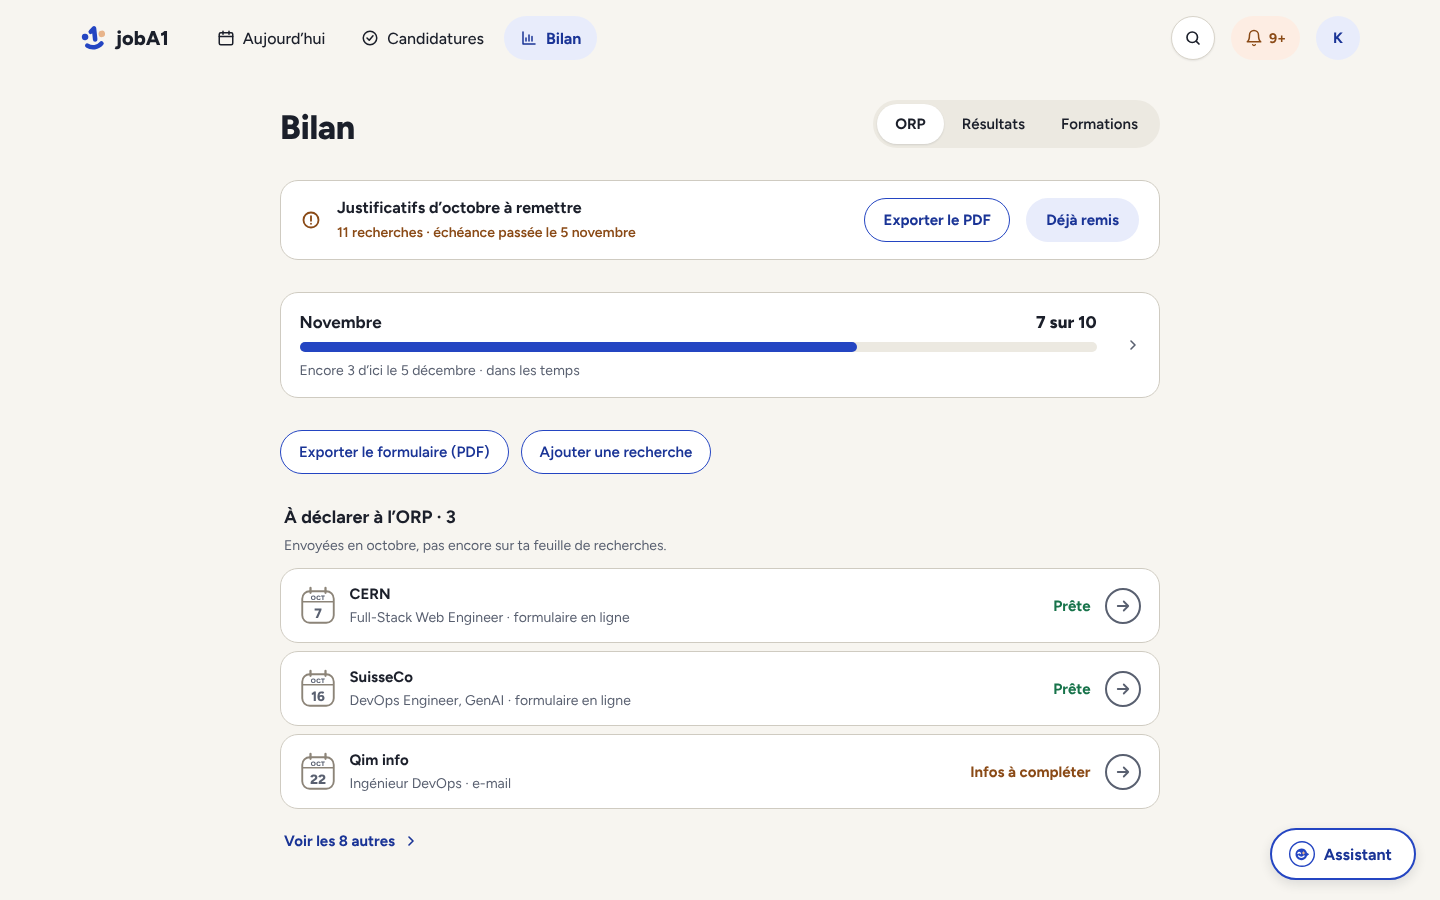 jobA1
Aujourd’hui
Candidatures
Bilan
9+
K
Bilan
ORP
Résultats
Formations
Justificatifs d’octobre à remettre
11 recherches · échéance passée le 5 novembre
Exporter le PDF
Déjà remis
Novembre
7 sur 10
Encore 3 d’ici le 5 décembre · dans les temps
Exporter le formulaire (PDF)
Ajouter une recherche
À déclarer à l’ORP · 3
Envoyées en octobre, pas encore sur ta feuille de recherches.
OCT
7
CERN
Full-Stack Web Engineer · formulaire en ligne
Prête
OCT
16
SuisseCo
DevOps Engineer, GenAI · formulaire en ligne
Prête
OCT
22
Qim info
Ingénieur DevOps · e-mail
Infos à compléter
Voir les 8 autres
Assistant